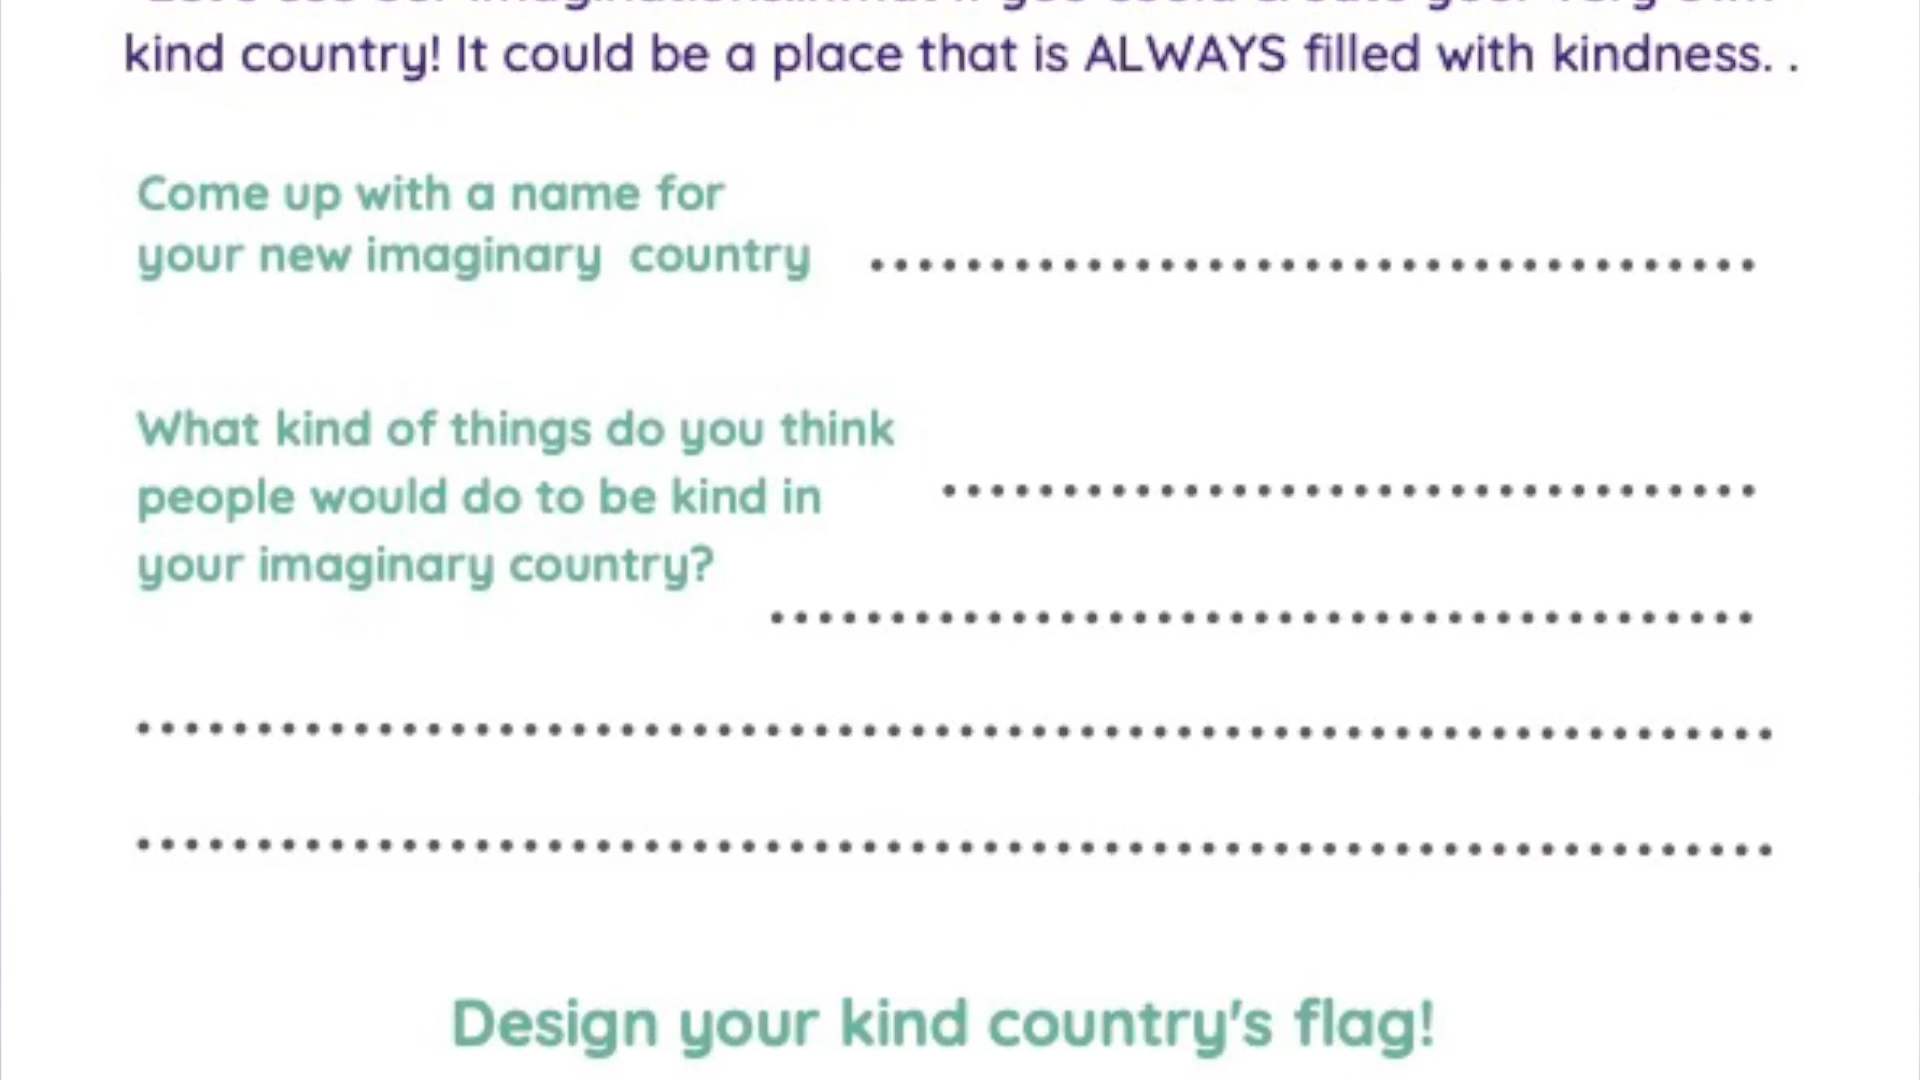 kind country! It could be a place that is ALWAYS filled with kindness. .
Come up with a name for
your new imaginary country
What kind of things do you think
people would do to be kind in
your imaginary country?
Design your kind country's flag!